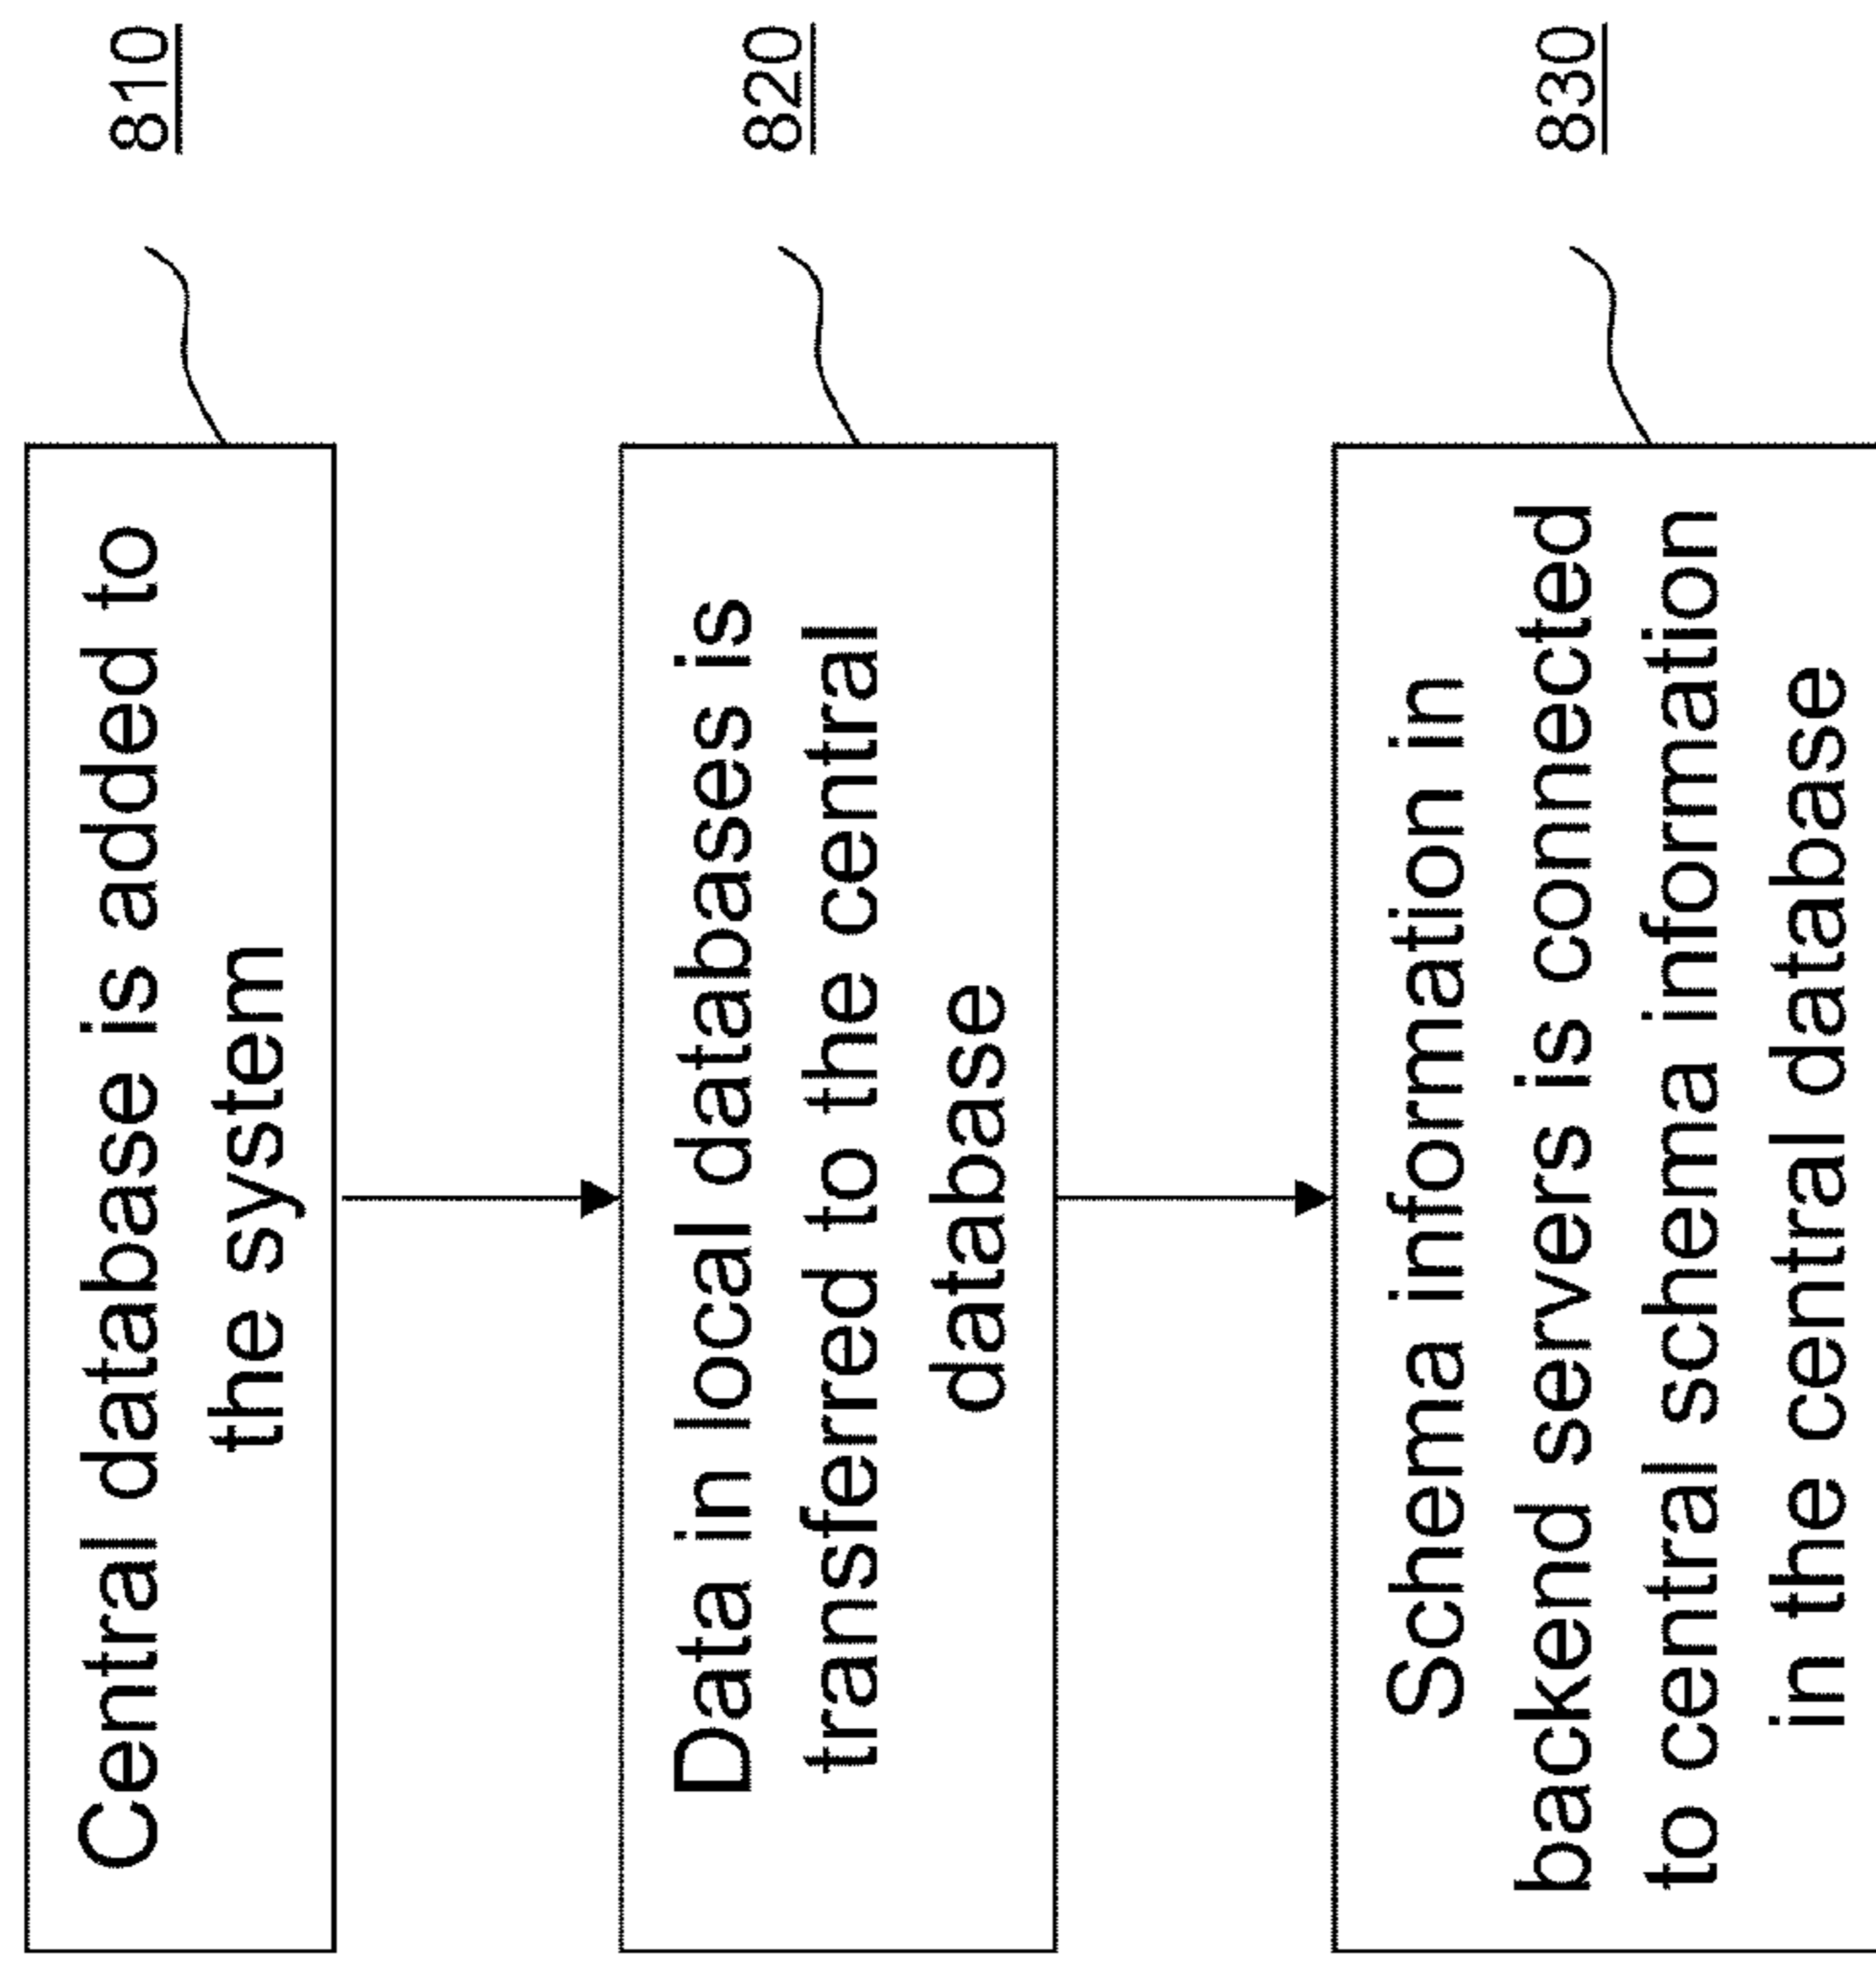 Central database is added to
the system
810
Data in local databases is
transferred to the central
database
820
Schema information in
backend servers is connected
to central schema information
in the central database
830